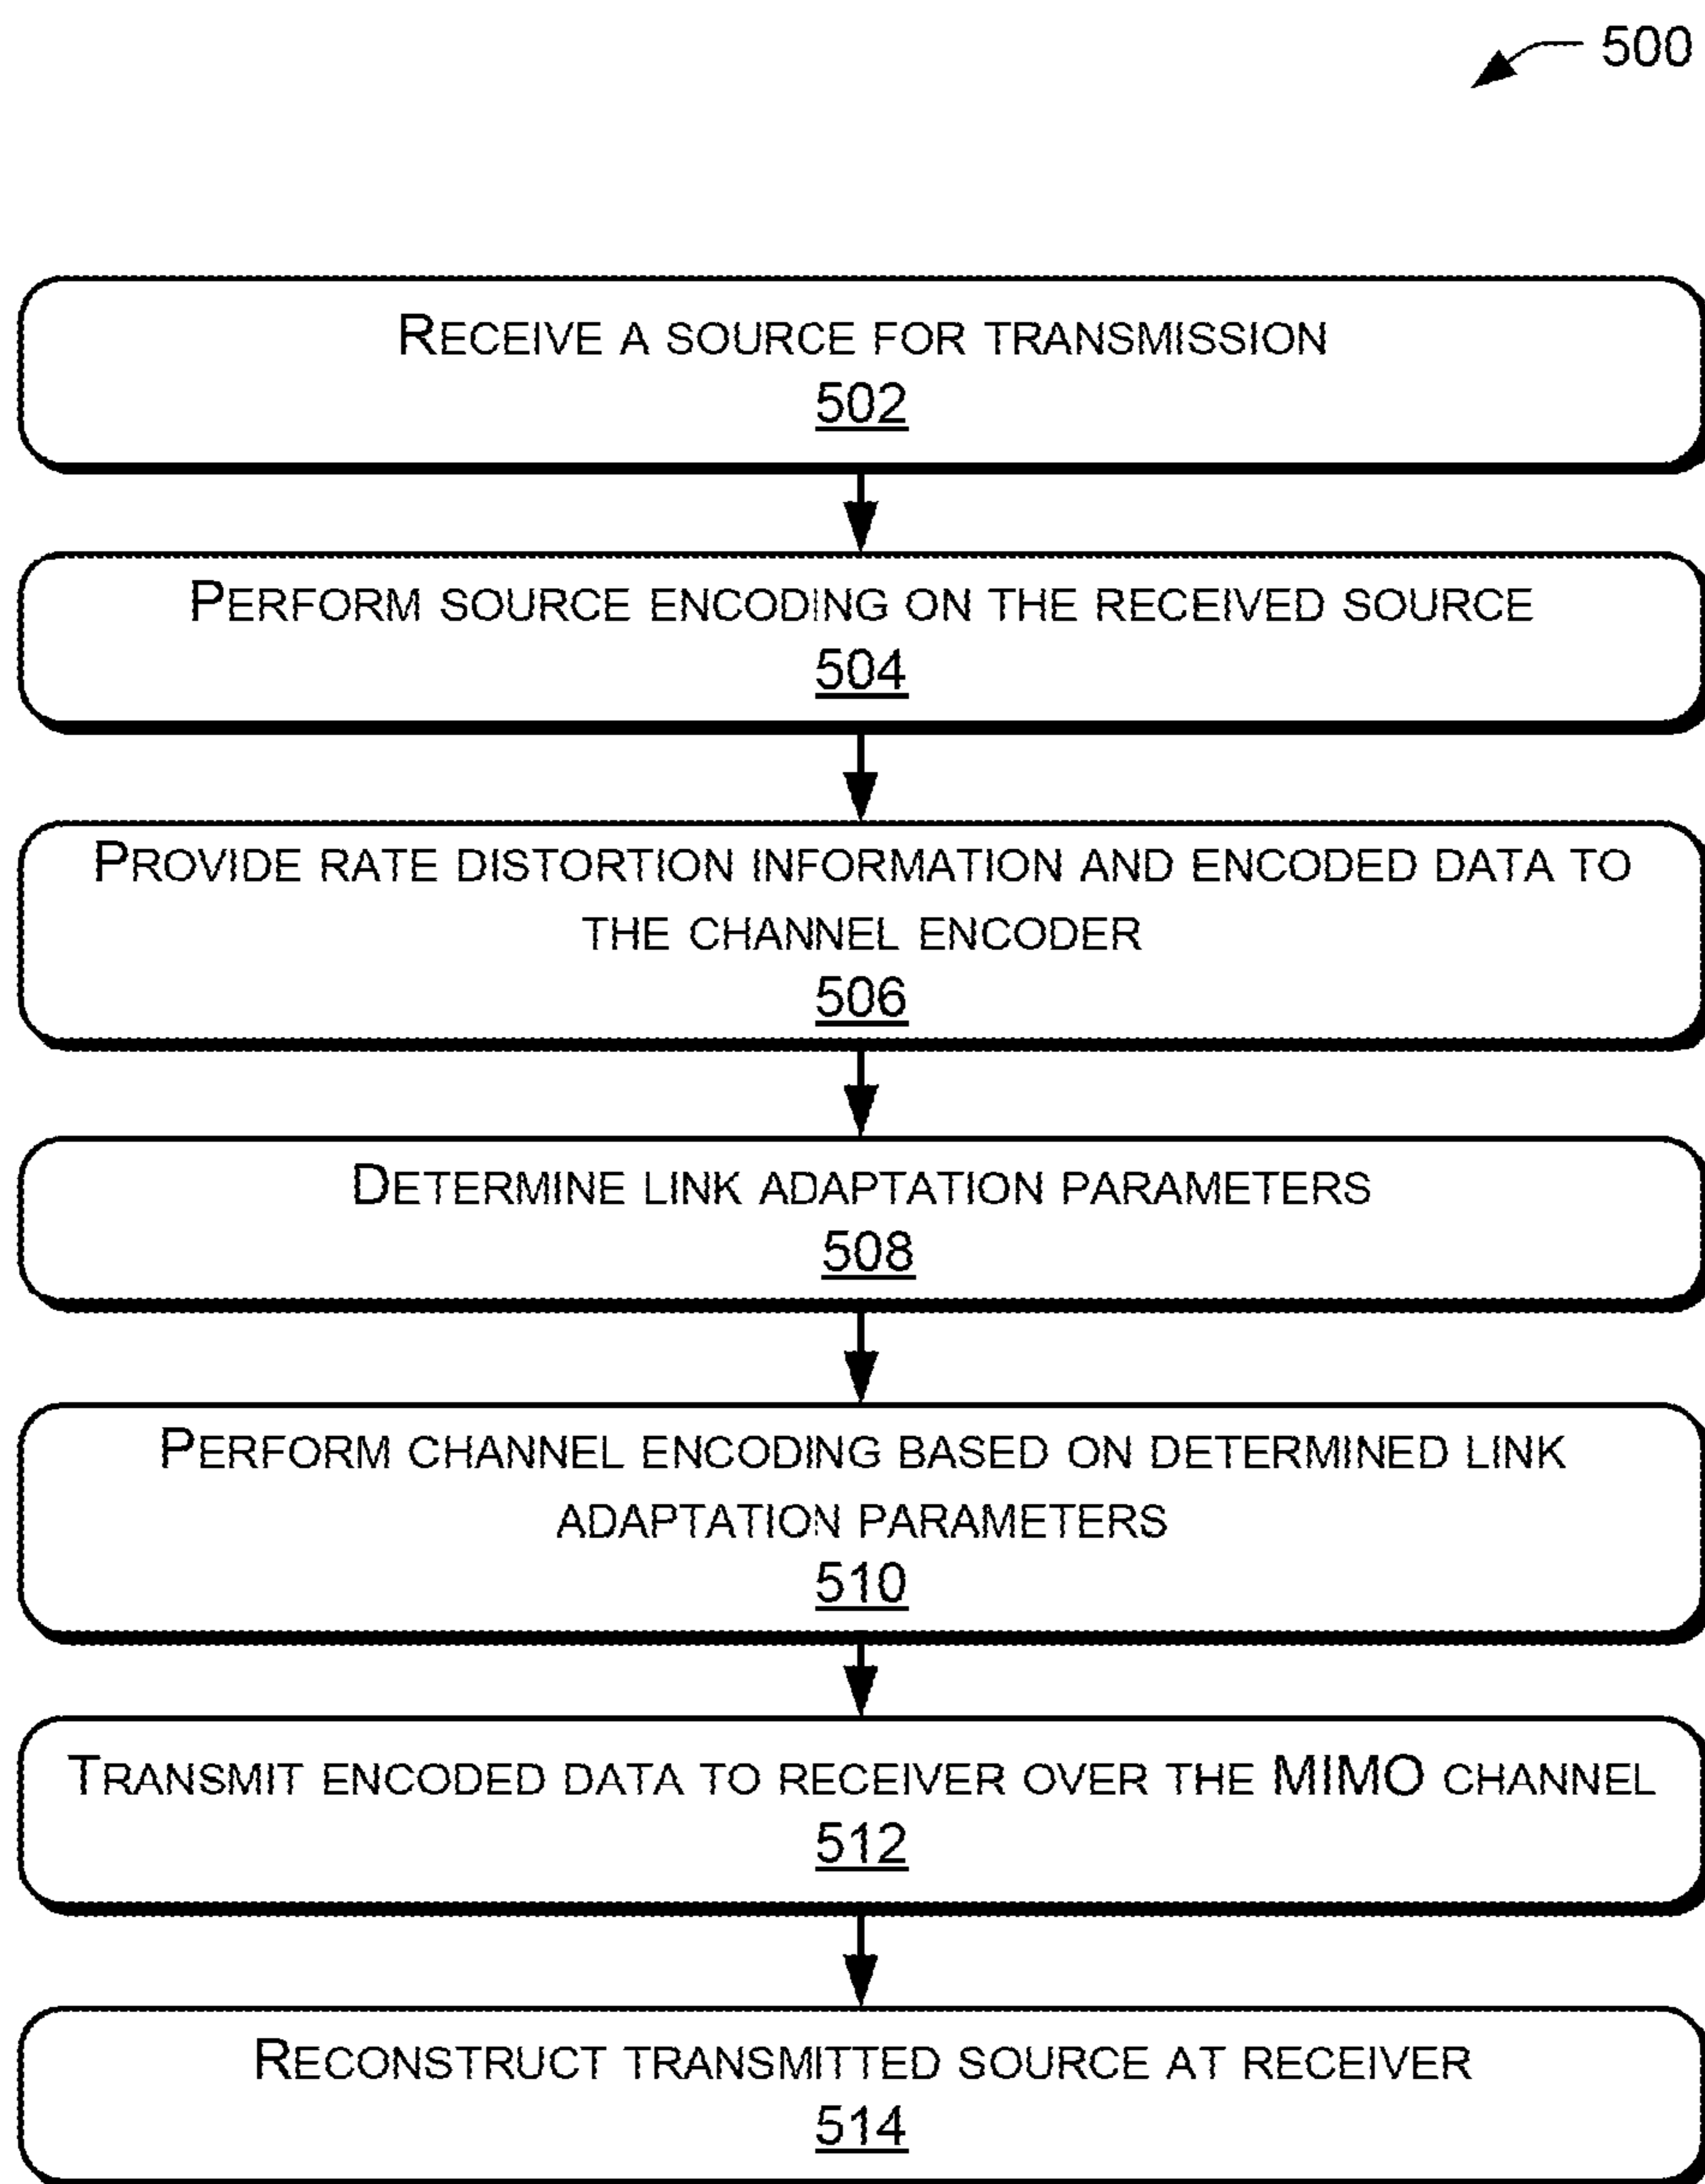 500
RECEIVE A SOURCE FOR TRANSMISSION
502
PERFORM SOURCE ENCODING ON THE RECEIVED SOURCE
504
PROVIDE RATE DISTORTION INFORMATION AND ENCODED DATA TO
THE CHANNEL ENCODER
506
DETERMINE LINK ADAPTATION PARAMETERS
508
PERFORM CHANNEL ENCODING BASED ON DETERMINED LINK
ADAPTATION PARAMETERS
510
TRANSMIT ENCODED DATA TO RECEIVER OVER THE MIMO CHANNEL
512
RECONSTRUCT TRANSMITTED SOURCE AT RECEIVER
514